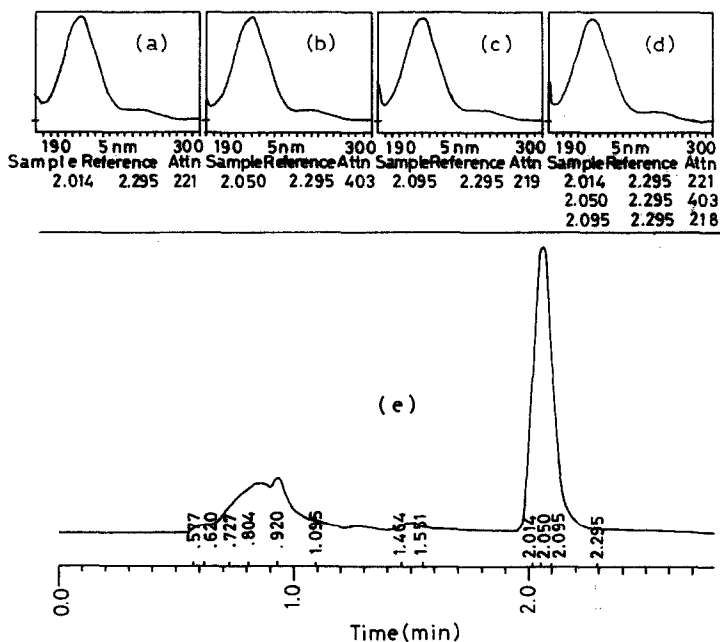 (a) (b) (c) (d)
190 5nm 300 190 5nm 300 190 5nm 300 190 5nm 300
Sample Reference Attn Sample Reference Attn Sample Reference Attn Sample Reference Attn
2.014 2.295 221 2.050 2.295 403 2.095 2.295 219 2.014 2.295 221
2.050 2.295 403
2.095 2.295 218
(e)
.577 .620 .727 .804 .920 1.095 1.464 1.551 2.014 2.050 2.095 2.295
0.0 1.0 2.0
Time(min)